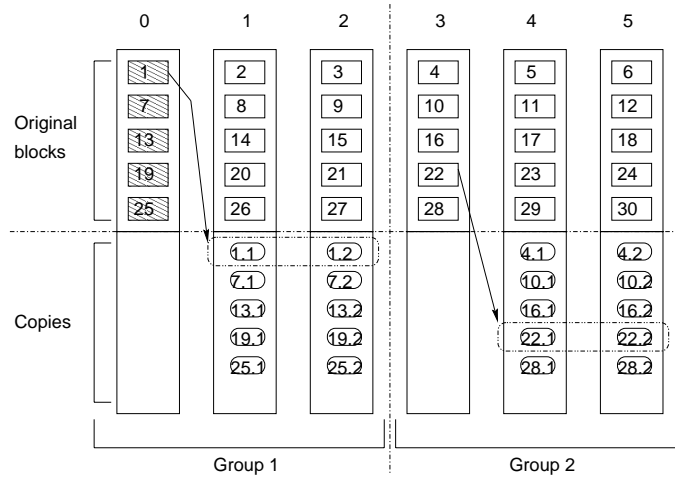 0 1 2 3 4 5
1 2 3 4 5 6
7 8 9 10 11 12
Original
blocks
13 14 15 16 17 18
19 20 21 22 23 24
25 26 27 28 29 30
1.1 1.2 4.1 4.2
7.1 7.2 10.1 10.2
Copies
13.1 13.2 16.1 16.2
19.1 19.2 22.1 22.2
25.1 25.2 28.1 28.2
Group 1 Group 2